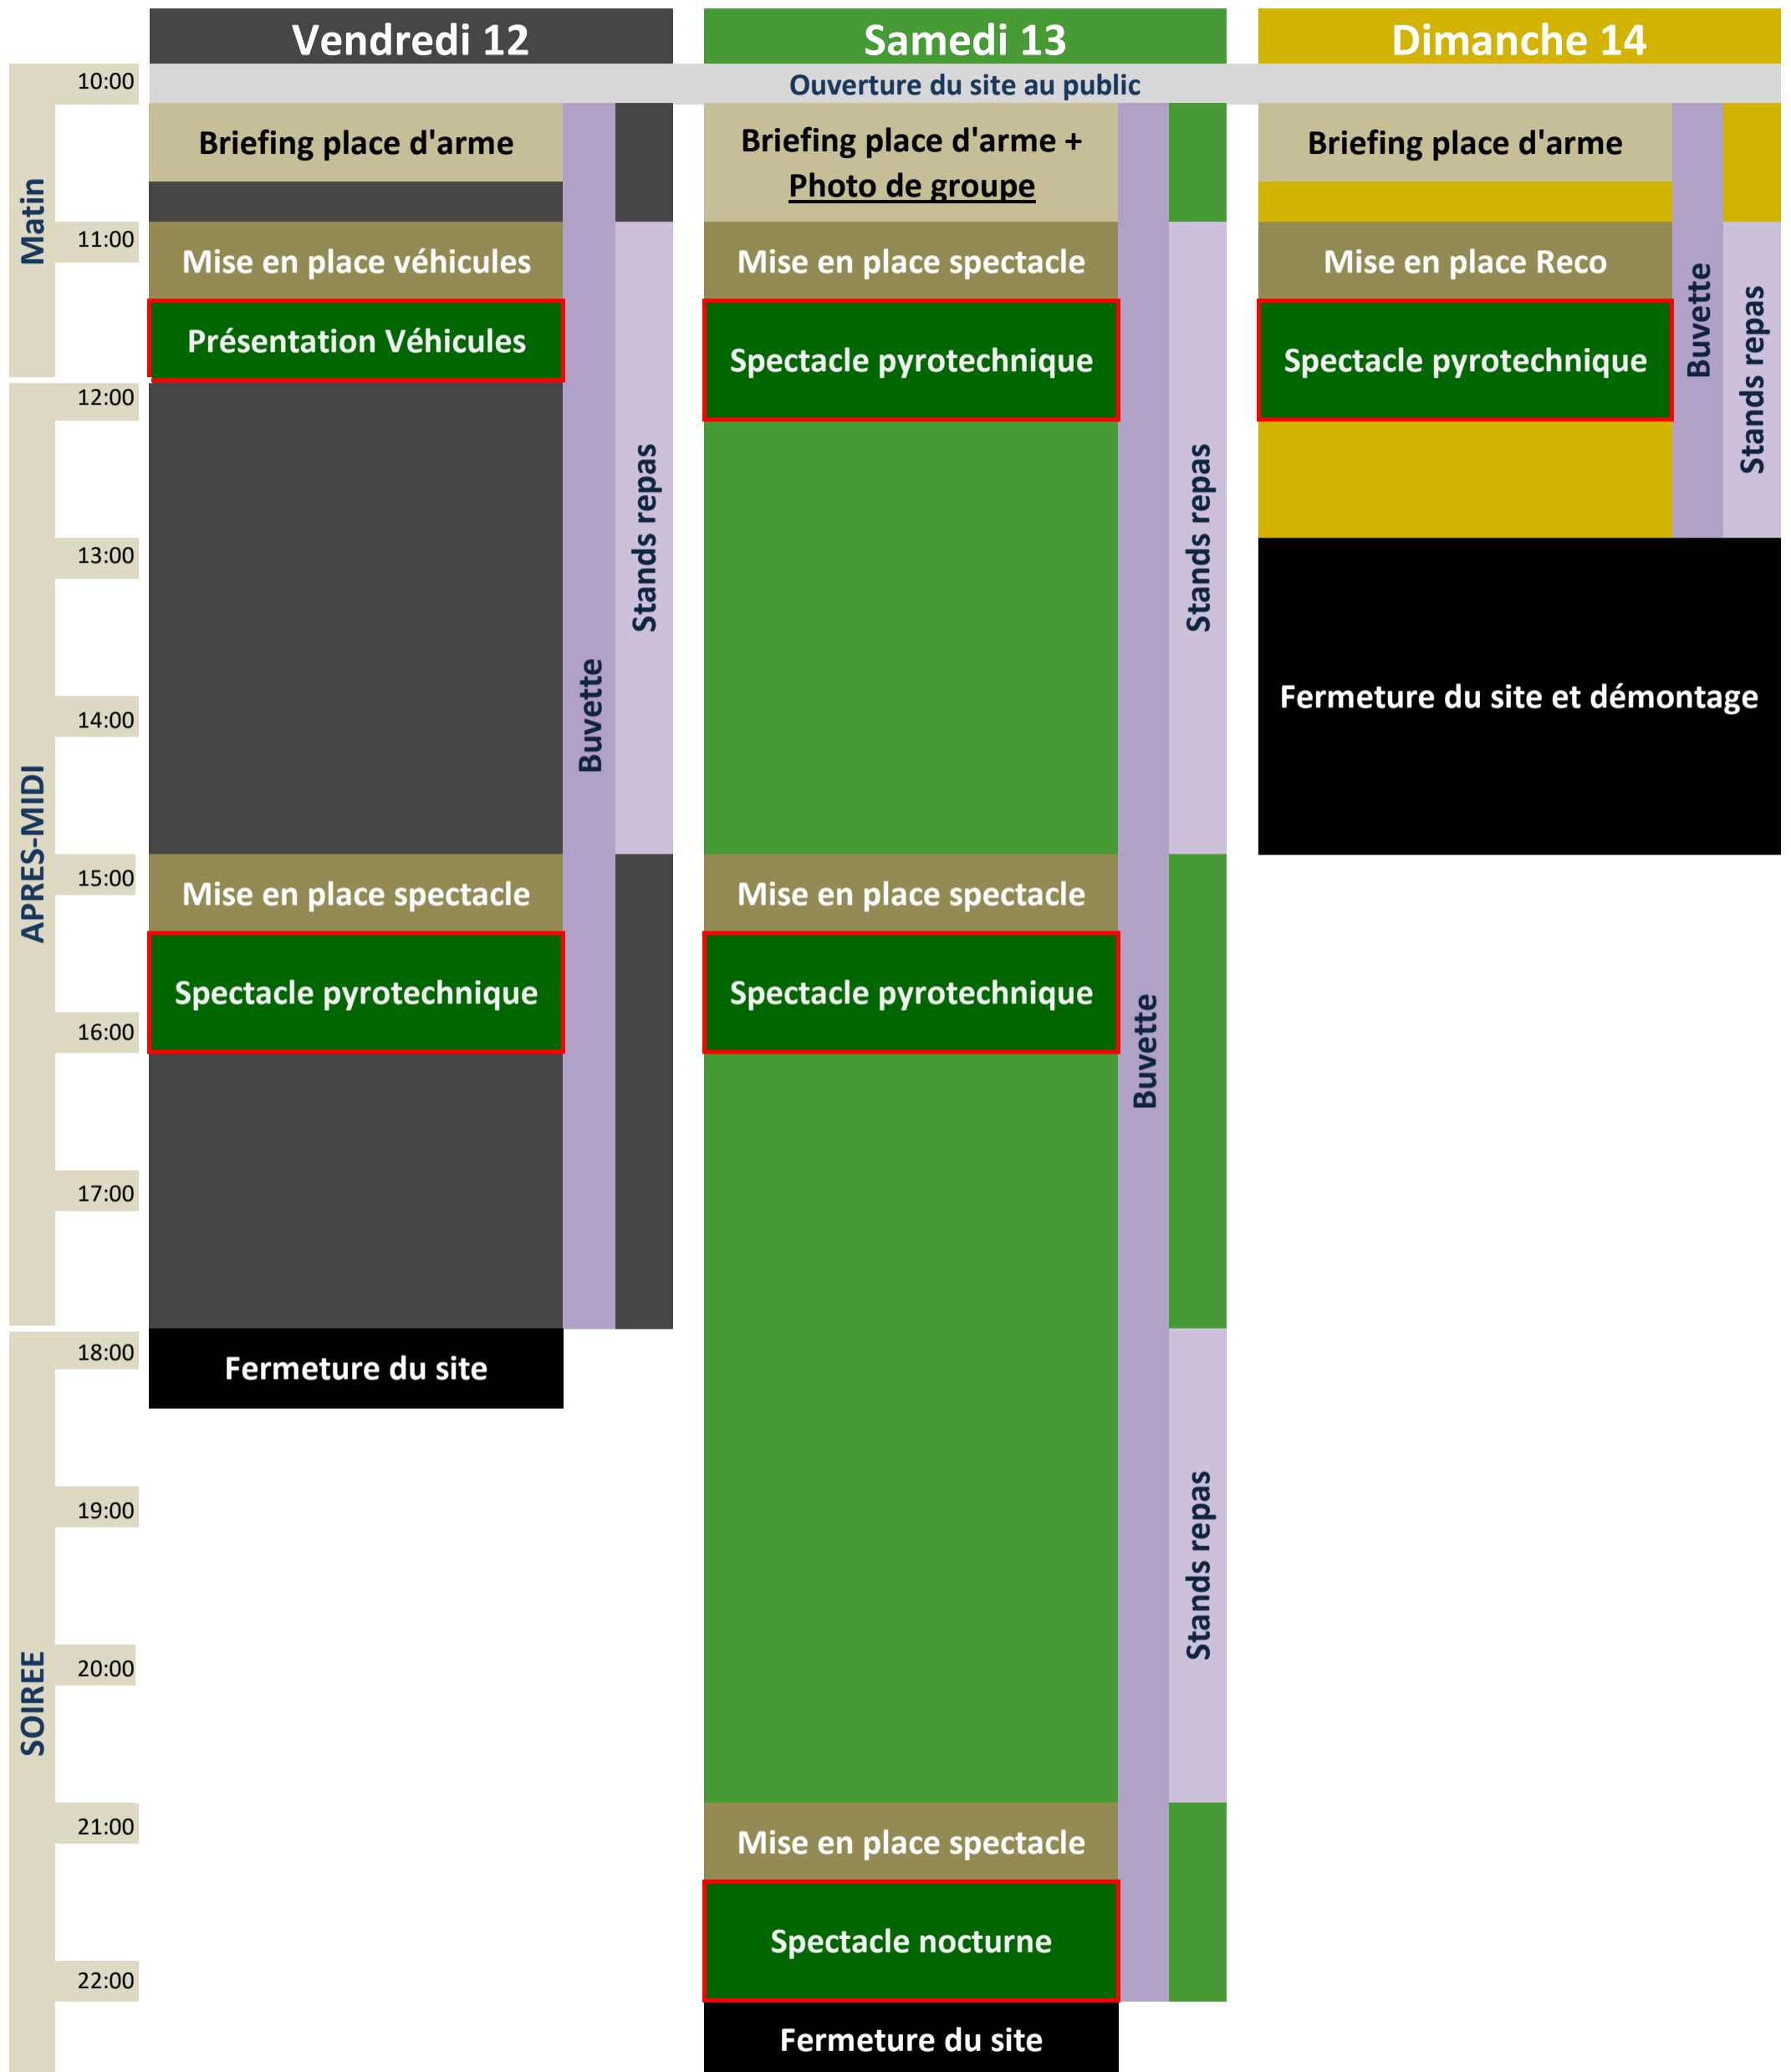 Vendredi 12
Samedi 13
Dimanche 14
Matin
10:00
Ouverture du site au public
Briefing place d'arme
Briefing place d'arme +
Photo de groupe
Briefing place d'arme
11:00
Mise en place véhicules
Mise en place spectacle
Mise en place Reco
Présentation Véhicules
Spectacle pyrotechnique
Spectacle pyrotechnique
Buvette
Stands repas
APRES-MIDI
12:00
Stands repas
Stands repas
13:00
Buvette
14:00
Fermeture du site et démontage
15:00
Mise en place spectacle
Mise en place spectacle
Spectacle pyrotechnique
Spectacle pyrotechnique
Buvette
16:00
17:00
SOIREE
18:00
Fermeture du site
19:00
Stands repas
20:00
21:00
Mise en place spectacle
Spectacle nocturne
22:00
Fermeture du site